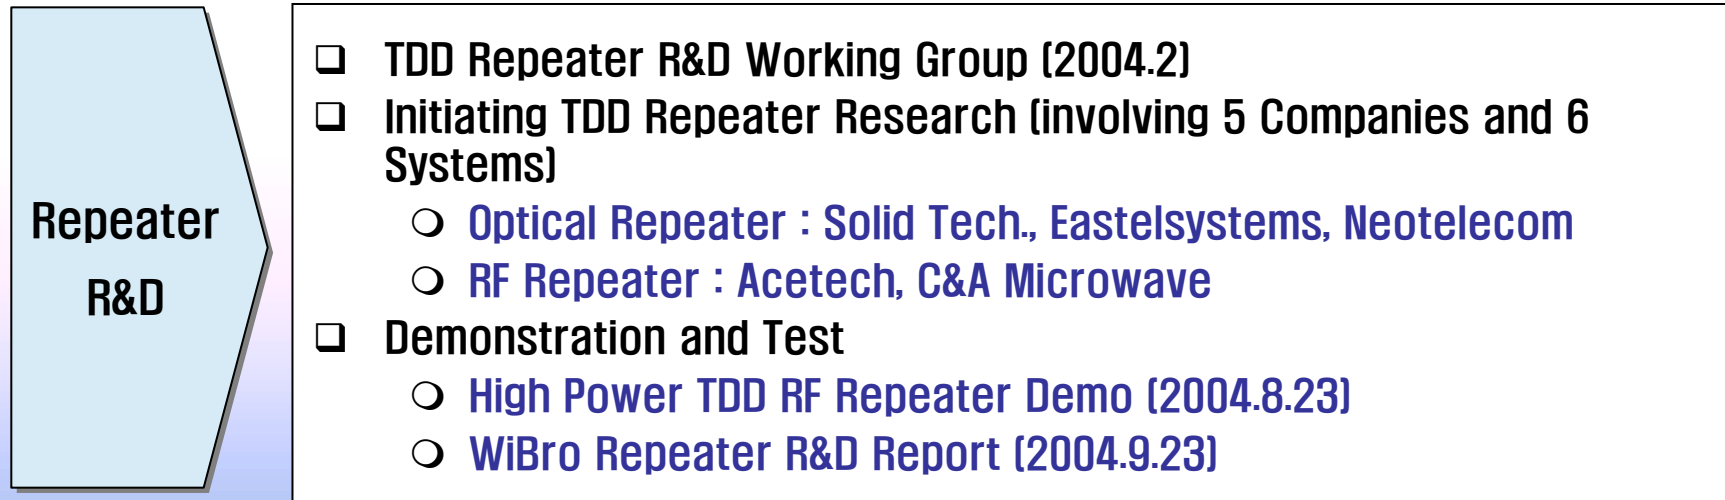 Repeater
R&D
❑ TDD Repeater R&D Working Group (2004.2)
❑ Initiating TDD Repeater Research (involving 5 Companies and 6
Systems)
❍ Optical Repeater : Solid Tech., Eastelsystems, Neotelecom
❍ RF Repeater : Acetech, C&A Microwave
❑ Demonstration and Test
❍ High Power TDD RF Repeater Demo (2004.8.23)
❍ WiBro Repeater R&D Report (2004.9.23)